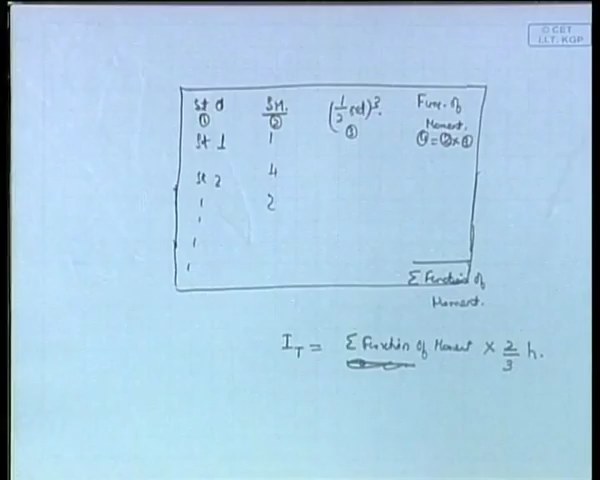 © CET
I.I.T. KGP
St 0 S.M. (1/2 ord)³. Func. of
① ② ③ Moment.
St 1 1 ④=②×③
St 2 4
2
Σ Function of
Moment.
I_T = Σ Function of Moment × 2/3 h.